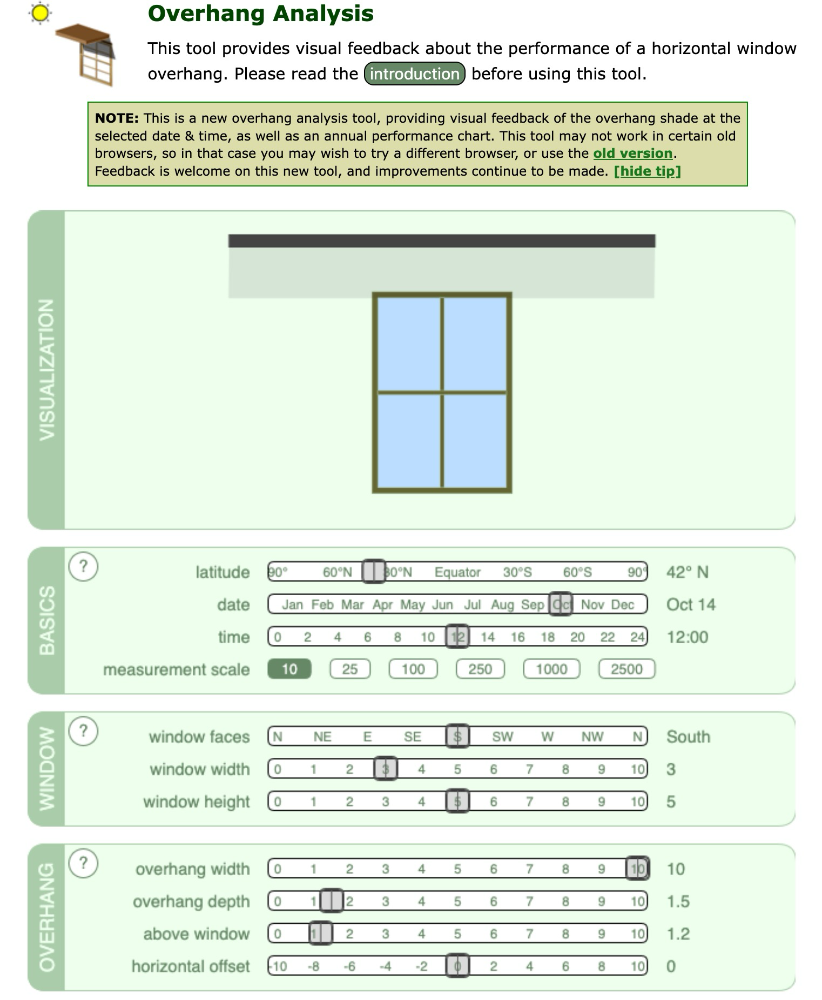 Overhang Analysis
This tool provides visual feedback about the performance of a horizontal window
overhang. Please read the introduction before using this tool.
NOTE: This is a new overhang analysis tool, providing visual feedback of the overhang shade at the
selected date & time, as well as an annual performance chart. This tool may not work in certain old
browsers, so in that case you may wish to try a different browser, or use the old version.
Feedback is welcome on this new tool, and improvements continue to be made. [hide tip]
VISUALIZATION
BASICS
?
latitude 90° 60°N 30°N Equator 30°S 60°S 90° 42° N
date Jan Feb Mar Apr May Jun Jul Aug Sep Oct Nov Dec Oct 14
time 0 2 4 6 8 10 12 14 16 18 20 22 24 12:00
measurement scale 10 25 100 250 1000 2500
WINDOW
?
window faces N NE E SE S SW W NW N South
window width 0 1 2 3 4 5 6 7 8 9 10 3
window height 0 1 2 3 4 5 6 7 8 9 10 5
OVERHANG
?
overhang width 0 1 2 3 4 5 6 7 8 9 10 10
overhang depth 0 1 2 3 4 5 6 7 8 9 10 1.5
above window 0 1 2 3 4 5 6 7 8 9 10 1.2
horizontal offset -10 -8 -6 -4 -2 0 2 4 6 8 10 0